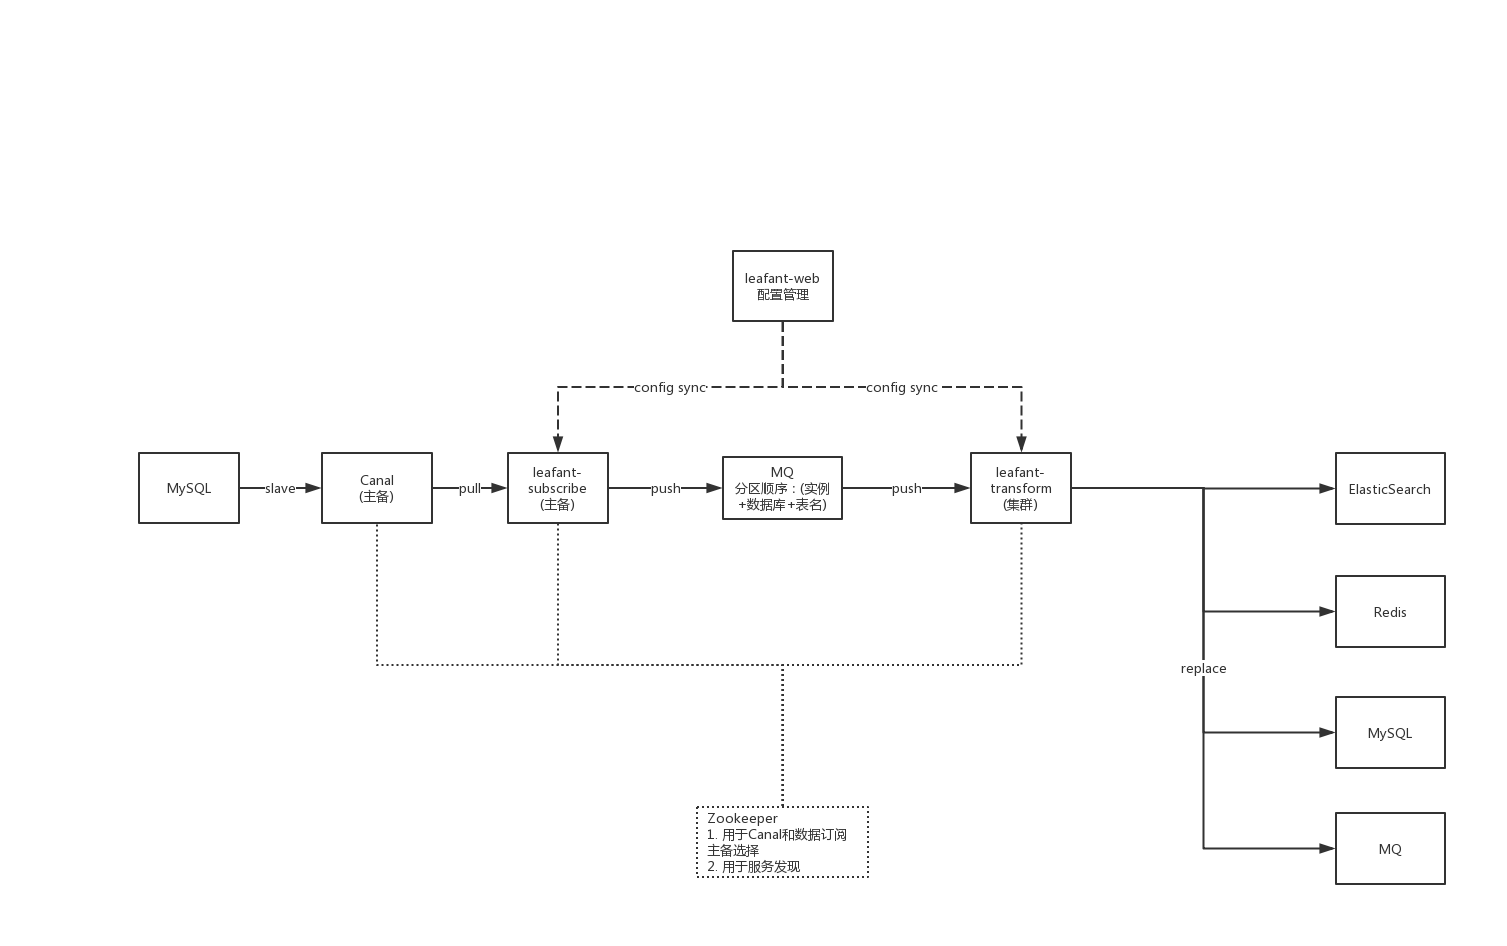 leafant-web
配置管理
config sync
config sync
MySQL
slave
Canal
(主备)
pull
leafant-
subscribe
(主备)
push
MQ
分区顺序：(实例
+数据库+表名)
push
leafant-
transform
(集群)
ElasticSearch
Redis
replace
MySQL
MQ
Zookeeper
1. 用于Canal和数据订阅
主备选择
2. 用于服务发现